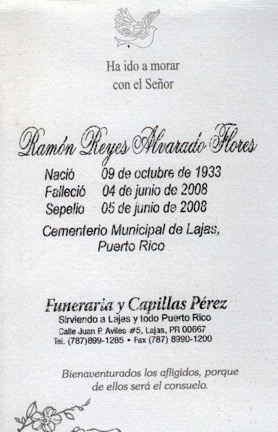 Ha ido a morar
con el Señor
Ramón Reyes Alvarado Flores
Nació 09 de octubre de 1933
Falleció 04 de junio de 2008
Sepelio 05 de junio de 2008
Cementerio Municipal de Lajas,
Puerto Rico
Funeraria y Capillas Pérez
Sirviendo a Lajas y todo Puerto Rico
Calle Juan P. Aviles #5, Lajas, PR 00667
Tel. (787)899-1285 • Fax (787) 8990-1200
Bienaventurados los afligidos, porque
de ellos será el consuelo.